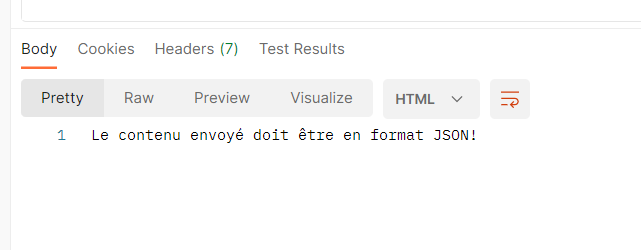 Body Cookies Headers (7) Test Results
Pretty Raw Preview Visualize HTML
1 Le contenu envoyé doit être en format JSON!